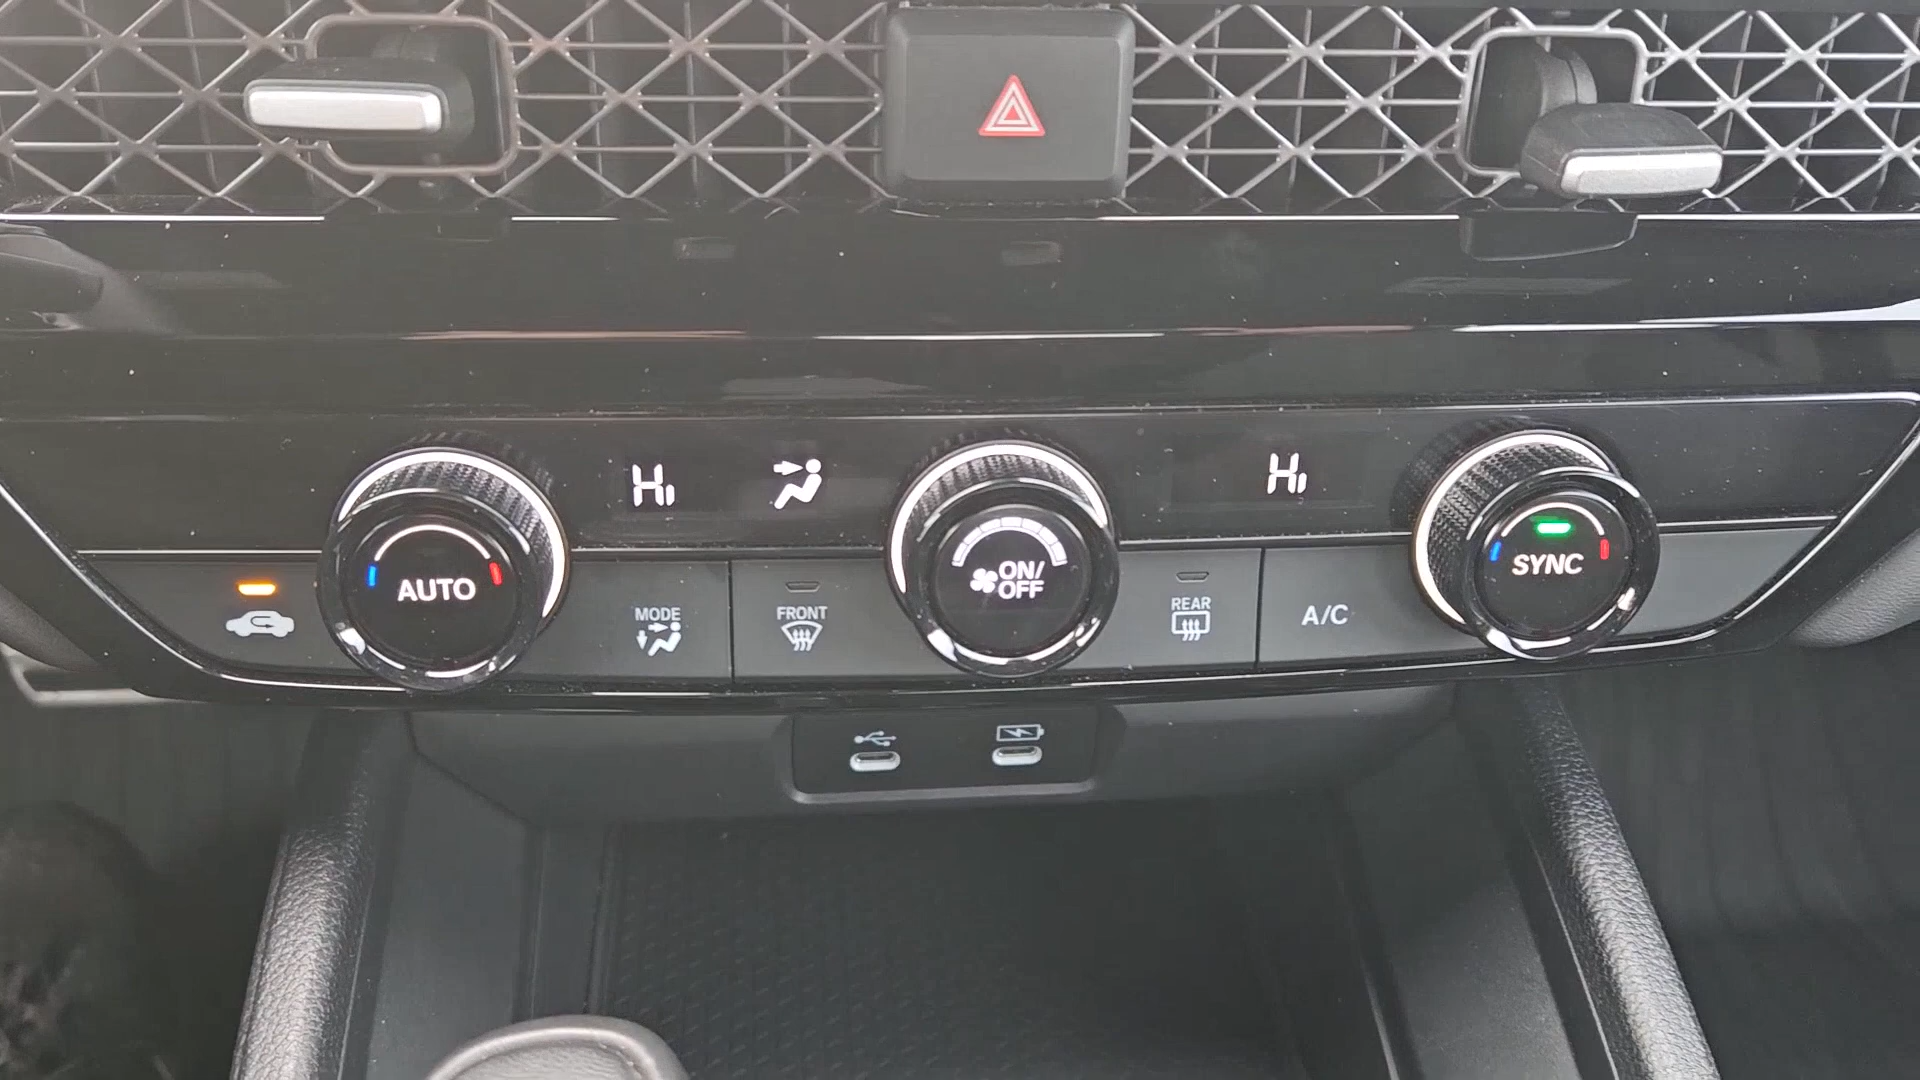 Hi
Hi
AUTO
ON/
OFF
SYNC
MODE
FRONT
REAR
A/C